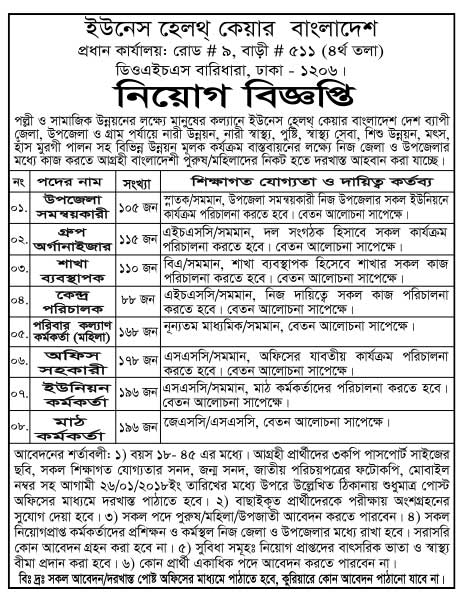 ইউনেস হেলথ্ কেয়ার বাংলাদেশ
প্রধান কার্যালয়: রোড # ৯, বাড়ী # ৫১১ (৪র্থ তলা)
ডিওএইচএস বারিধারা, ঢাকা - ১২০৬।
নিয়োগ বিজ্ঞপ্তি
পল্লী ও সামাজিক উন্নয়নের লক্ষ্যে মানুষের কল্যানে ইউনেস হেলথ্ কেয়ার বাংলাদেশ দেশ ব্যাপী
জেলা, উপজেলা ও গ্রাম পর্যায়ে নারী উন্নয়ন, নারী স্বাস্থ্য, পুষ্টি, স্বাস্থ্য সেবা, শিশু উন্নয়ন, মৎস,
হাঁস মুরগী পালন সহ বিভিন্ন উন্নয়ন মূলক কার্যক্রম বাস্তবায়নের লক্ষ্যে নিজ জেলা ও উপজেলার
মধ্যে কাজ করতে আগ্রহী বাংলাদেশী পুরুষ/মহিলাদের নিকট হতে দরখাস্ত আহবান করা যাচ্ছে।
নং পদের নাম সংখ্যা শিক্ষাগত যোগ্যতা ও দায়িত্ব কর্তব্য
০১. উপজেলা সমন্বয়কারী ১০৫ জন স্নাতক/সমমান, উপজেলা সমন্বয়কারী নিজ উপজেলার সকল ইউনিয়নে
কার্যক্রম পরিচালনা করতে হবে। বেতন আলোচনা সাপেক্ষে।
০২. গ্রুপ অর্গানাইজার ১১৫ জন এইচএসসি/সমমান, দল সংগঠক হিসাবে সকল কার্যক্রম
পরিচালনা করতে হবে। বেতন আলোচনা সাপেক্ষে।
০৩. শাখা ব্যবস্থাপক ১১০ জন বিএ/সমমান, শাখা ব্যবস্থাপক হিসেবে শাখার সকল কাজ
পরিচালনা করতে হবে। বেতন আলোচনা সাপেক্ষে।
০৪. কেন্দ্র পরিচালক ৮৮ জন এইচএসসি/সমমান, নিজ দায়িত্বে সকল কাজ পরিচালনা
করতে হবে। বেতন আলোচনা সাপেক্ষে।
০৫. পরিবার কল্যাণ কর্মকর্তা (মহিলা) ১৬৮ জন নূন্যতম মাধ্যমিক/সমমান, বেতন আলোচনা সাপেক্ষে।
০৬. অফিস সহকারী ১৭৮ জন এসএসসি/সমমান, অফিসের যাবতীয় কার্যক্রম পরিচালনা
করতে হবে। বেতন আলোচনা সাপেক্ষে।
০৭. ইউনিয়ন কর্মকর্তা ১৯৬ জন এসএসসি/সমমান, মাঠ কর্মকর্তাদের পরিচালনা করতে হবে।
বেতন আলোচনা সাপেক্ষে।
০৮. মাঠ কর্মকর্তা ১৯৬ জন জেএসসি/এসএসসি, বেতন আলোচনা সাপেক্ষে।
আবেদনের শর্তাবলী: ১) বয়স ১৮- ৪৫ এর মধ্যে। আগ্রহী প্রার্থীদের ৩কপি পাসপোর্ট সাইজের
ছবি, সকল শিক্ষাগত যোগ্যতার সনদ, জন্ম সনদ, জাতীয় পরিচয়পত্রের ফটোকপি, মোবাইল
নম্বর সহ আগামী ২৬/০১/২০১৮ইং তারিখের মধ্যে উপরে উল্লেখিত ঠিকানায় শুধুমাত্র পোস্ট
অফিসের মাধ্যমে দরখাস্ত পাঠাতে হবে। ২) বাছাইকৃত প্রার্থীদেরকে পরীক্ষায় অংশগ্রহনের
সুযোগ দেয়া হবে। ৩) সকল পদে পুরুষ/মহিলা/উপজাতী আবেদন করতে পারবেন। ৪) সকল
নিয়োগপ্রাপ্ত কর্মকর্তাদের প্রশিক্ষন ও কর্মস্থল নিজ জেলা ও উপজেলার মধ্যে রাখা হবে। সরাসরি
কোন আবেদন গ্রহন করা হবে না। ৫) সুবিধা সমূহঃ নিয়োগ প্রাপ্তদের বাৎসরিক ভাতা ও স্বাস্থ্য
বীমা প্রদান করা হবে। ৬) কোন প্রার্থী একাধিক পদে আবেদন করতে পারবেন না।
বিঃ দ্রঃ সকল আবেদন/দরখাস্ত পোষ্ট অফিসের মাধ্যমে পাঠাতে হবে, কুরিয়ারে কোন আবেদন পাঠানো যাবে না।